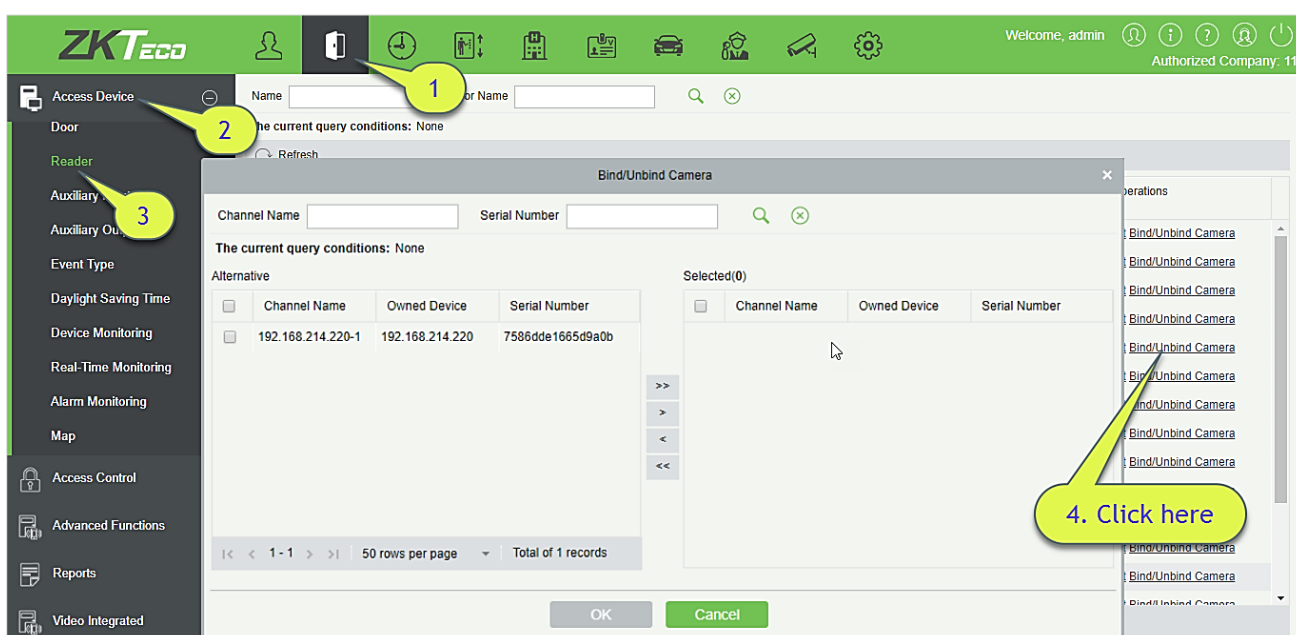 ZKTeco
Welcome, admin
Authorized Company: 11
1
Access Device
Name
or Name
2
The current query conditions: None
Door
Refresh
Reader
Bind/Unbind Camera
×
Operations
Auxiliary
3
Channel Name
Serial Number
Auxiliary Ou
Bind/Unbind Camera
The current query conditions: None
Event Type
Bind/Unbind Camera
Alternative
Selected(0)
Bind/Unbind Camera
Daylight Saving Time
Channel Name Owned Device Serial Number
Channel Name Owned Device Serial Number
Bind/Unbind Camera
Device Monitoring
192.168.214.220-1 192.168.214.220 7586dde1665d9a0b
Bind/Unbind Camera
Real-Time Monitoring
Bind/Unbind Camera
>>
Alarm Monitoring
>
Bind/Unbind Camera
Map
<
Bind/Unbind Camera
<<
Bind/Unbind Camera
Access Control
4. Click here
Advanced Functions
|< < 1-1 > >| 50 rows per page Total of 1 records
Bind/Unbind Camera
Reports
Bind/Unbind Camera
Bind/Unbind Camera
OK
Cancel
Video Integrated